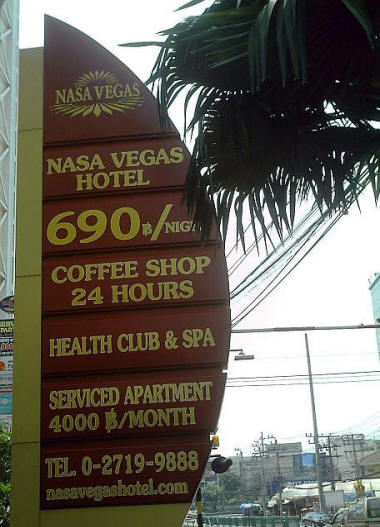 NASA VEGAS
NASA VEGAS
HOTEL
690฿/NIG
COFFEE SHOP
24 HOURS
HEALTH CLUB & SPA
SERVICED APARTMENT
4000 ฿/MONTH
TEL. 0-2719-9888
nasavegashotel.com